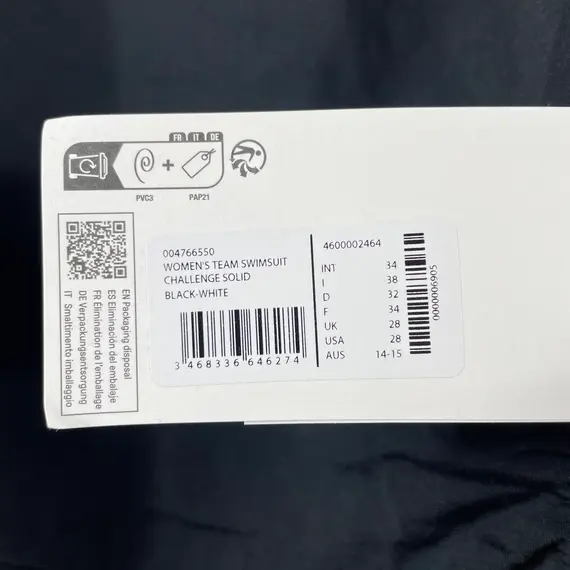 FR IT DE
PVC3
PAP21
EN Packaging disposal
ES Eliminación del embalaje
FR Élimination de l'emballage
DE Verpackungsentsorgung
IT Smaltimento imballaggio
004766550
WOMEN'S TEAM SWIMSUIT
CHALLENGE SOLID
BLACK-WHITE
3 468336 646274
4600002464
INT 34
I 38
D 32
F 34
UK 28
USA 28
AUS 14-15
0000006905